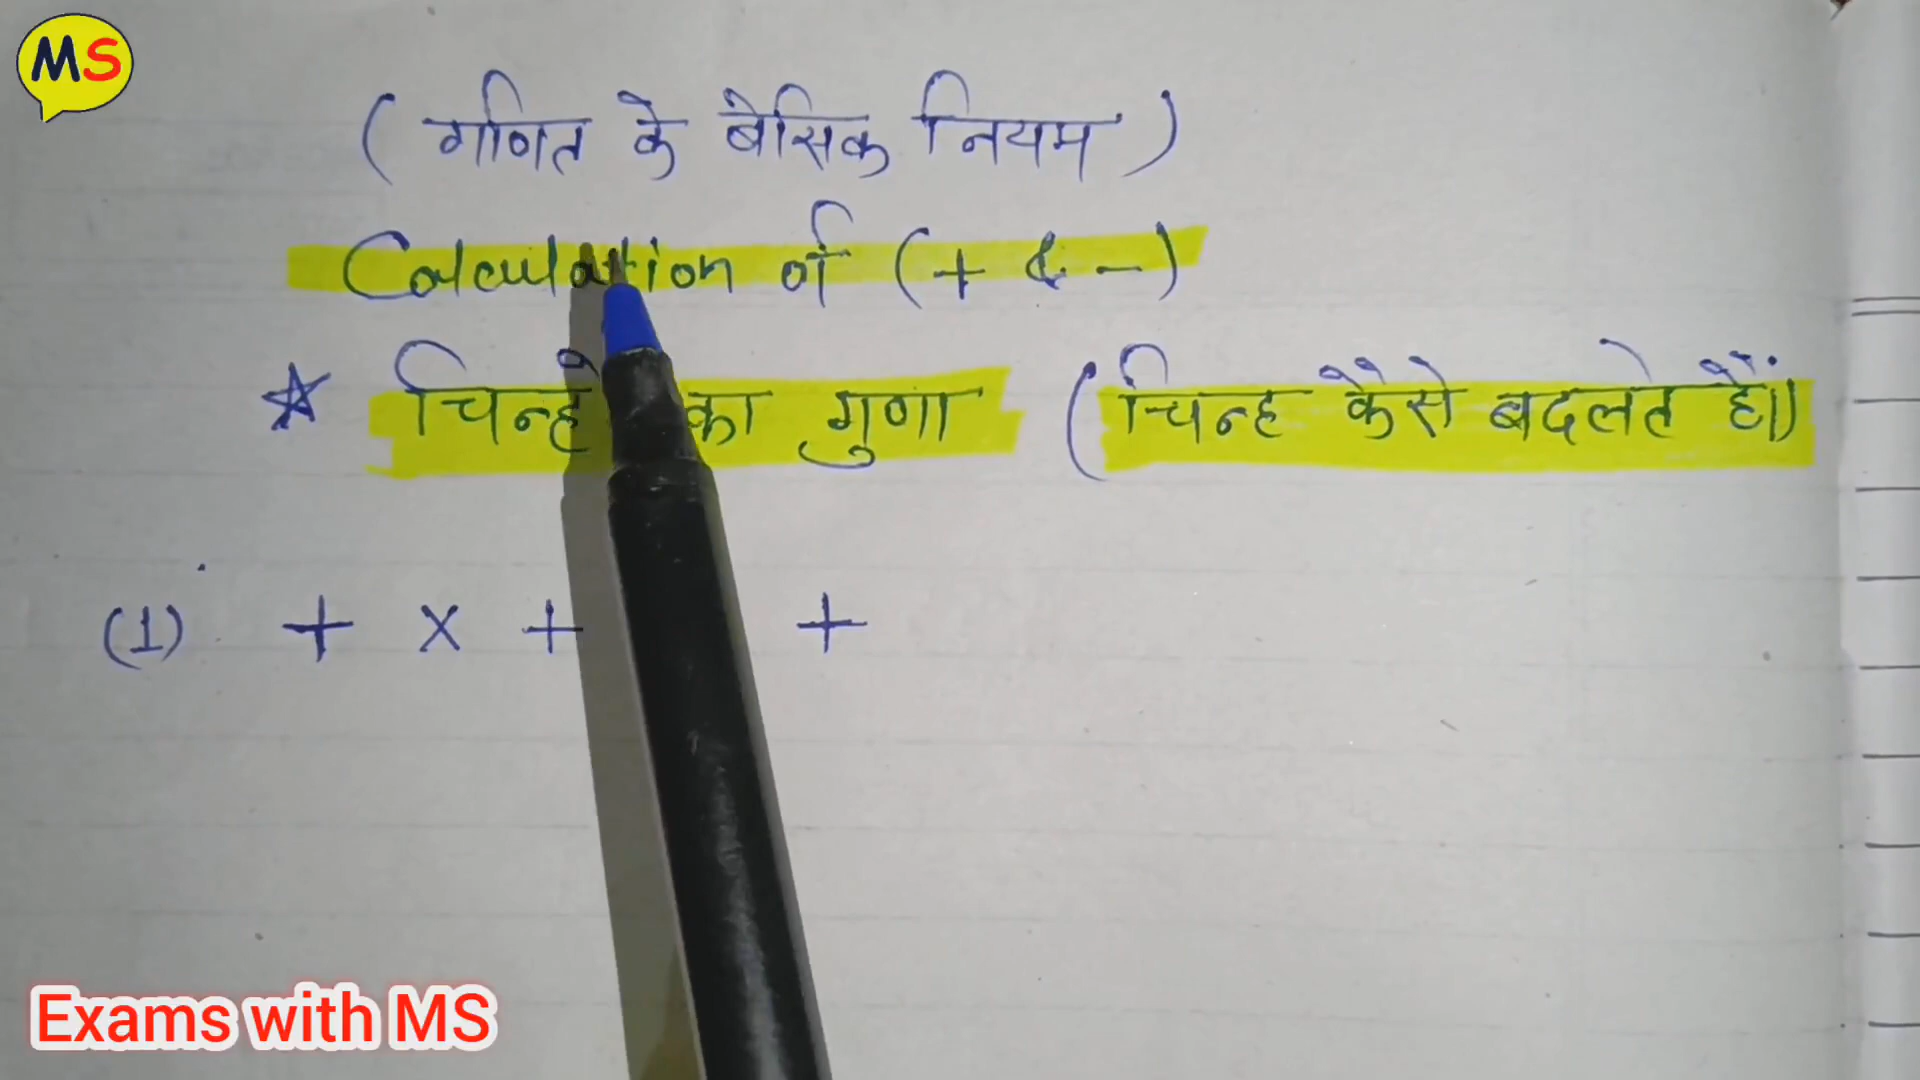 MS
( गणित के बेसिक नियम )
Calculation of (+ & -)
☆ चिन्हो का गुणा (चिन्ह कैसे बदलते हैं।)
(1) + × + +
Exams with MS